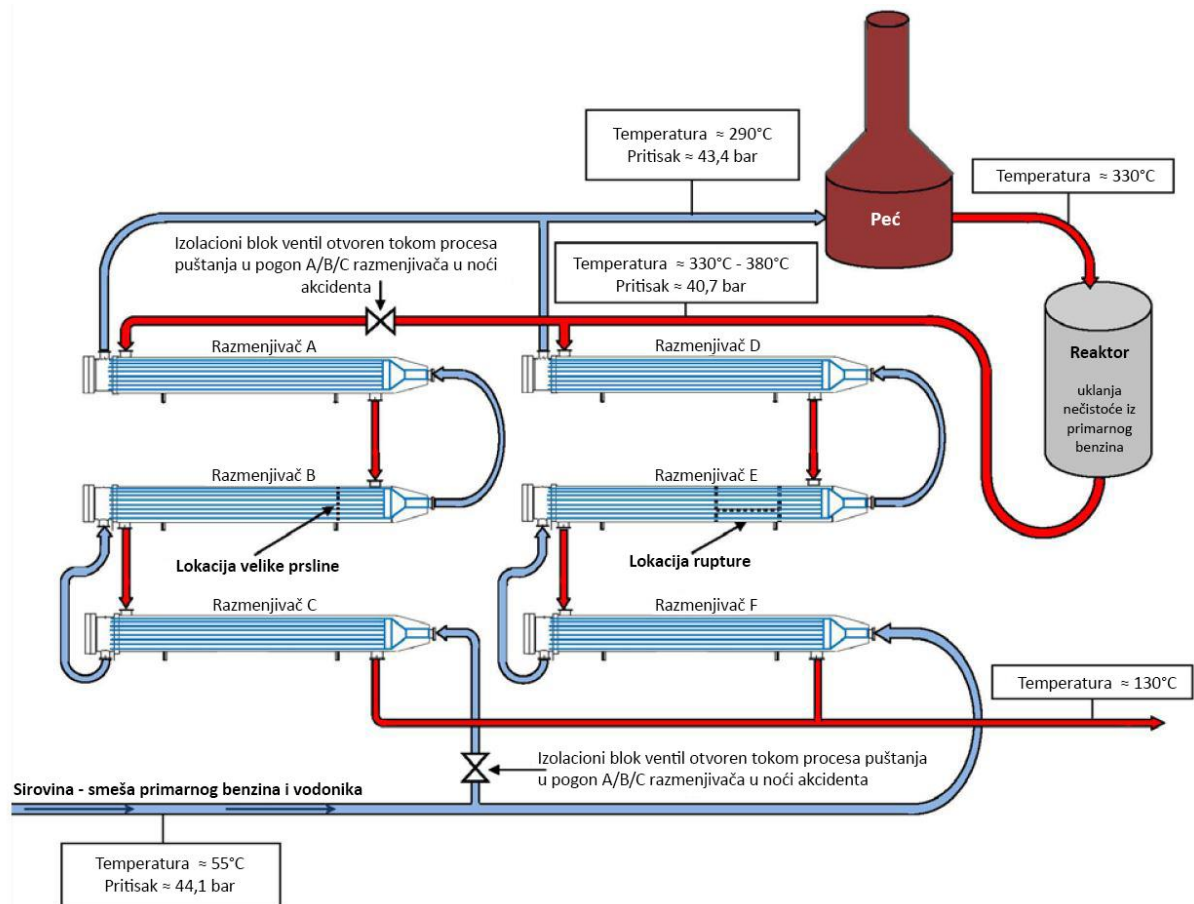 Temperatura ≈ 290°C
Pritisak ≈ 43,4 bar
Peć
Temperatura ≈ 330°C
Izolacioni blok ventil otvoren tokom procesa
puštanja u pogon A/B/C razmenjivača u noći
akcidenta
Temperatura ≈ 330°C - 380°C
Pritisak ≈ 40,7 bar
Razmenjivač A
Razmenjivač D
Reaktor
uklanja
nečistoće iz
primarnog
benzina
Razmenjivač B
Razmenjivač E
Lokacija velike prsline
Lokacija rupture
Razmenjivač C
Razmenjivač F
Temperatura ≈ 130°C
Izolacioni blok ventil otvoren tokom procesa puštanja
u pogon A/B/C razmenjivača u noći akcidenta
Sirovina - smeša primarnog benzina i vodonika
Temperatura ≈ 55°C
Pritisak ≈ 44,1 bar